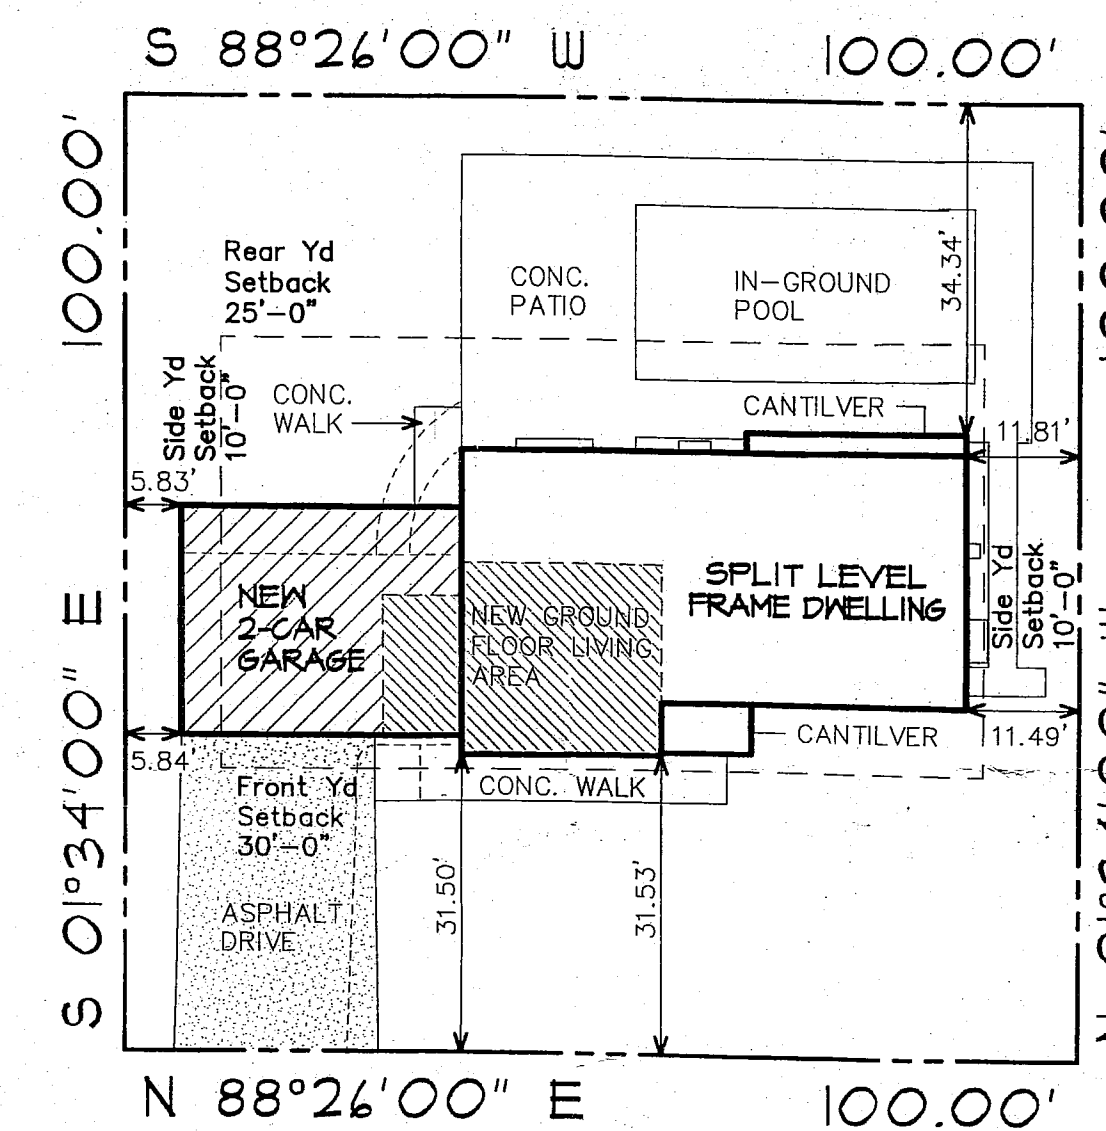 S 88°26'00" W 100.00'
100.00'
Rear Yd
Setback
25'-0"
CONC.
PATIO
IN-GROUND
POOL
34.34'
Side Yd
Setback
10'-0"
CONC.
WALK
CANTILVER
11.81'
5.83'
NEW
2-CAR
GARAGE
NEW GROUND
FLOOR LIVING
AREA
SPLIT LEVEL
FRAME DWELLING
Side Yd
Setback
10'-0"
S 01°34'00" E
5.84'
CANTILVER
11.49'
Front Yd
Setback
30'-0"
CONC. WALK
31.50'
31.53'
ASPHALT
DRIVE
N 88°26'00" E 100.00'